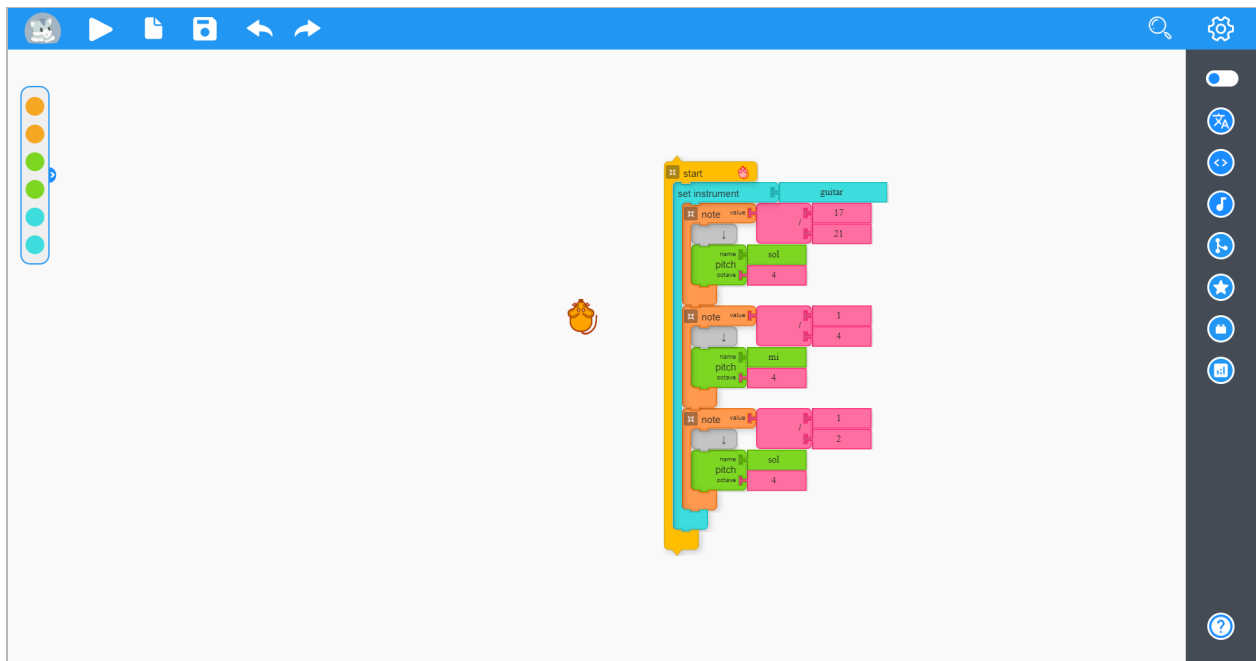 start
set instrument guitar
note value / 17
21
↓
name sol
pitch
octave 4
note value / 1
4
↓
name mi
pitch
octave 4
note value / 1
2
↓
name sol
pitch
octave 4